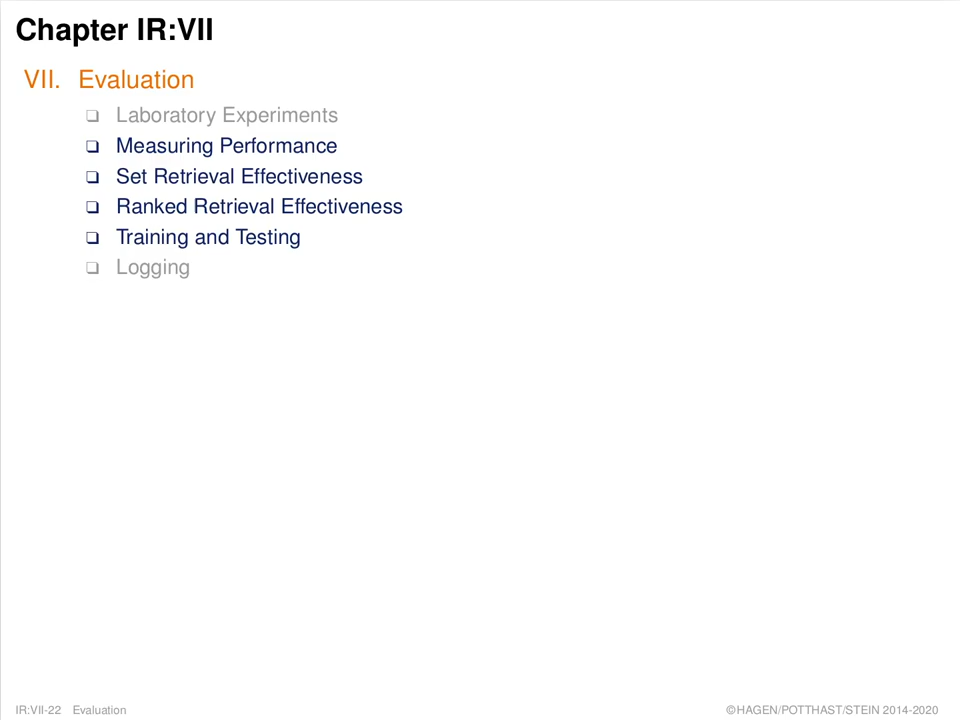 Chapter IR:VII
VII. Evaluation
❑ Laboratory Experiments
❑ Measuring Performance
❑ Set Retrieval Effectiveness
❑ Ranked Retrieval Effectiveness
❑ Training and Testing
❑ Logging
IR:VII-22 Evaluation ©HAGEN/POTTHAST/STEIN 2014-2020